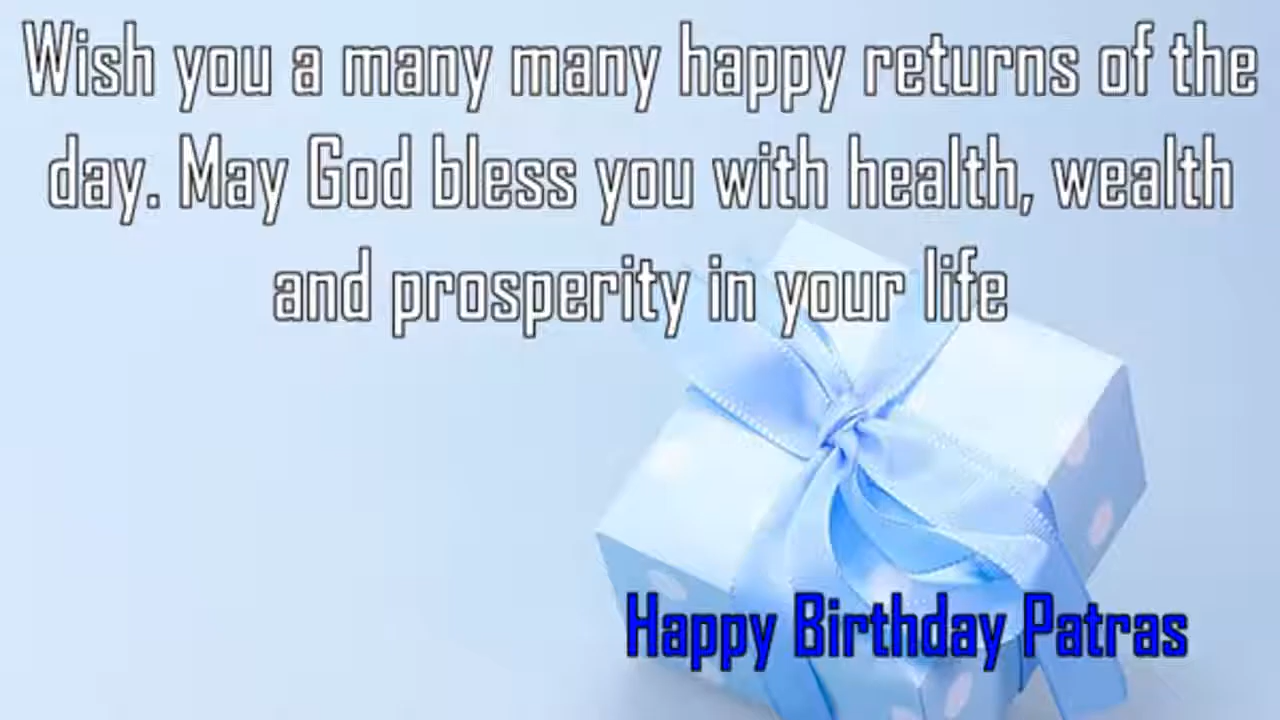 Wish you a many many happy returns of the
day. May God bless you with health, wealth
and prosperity in your life
Happy Birthday Patras